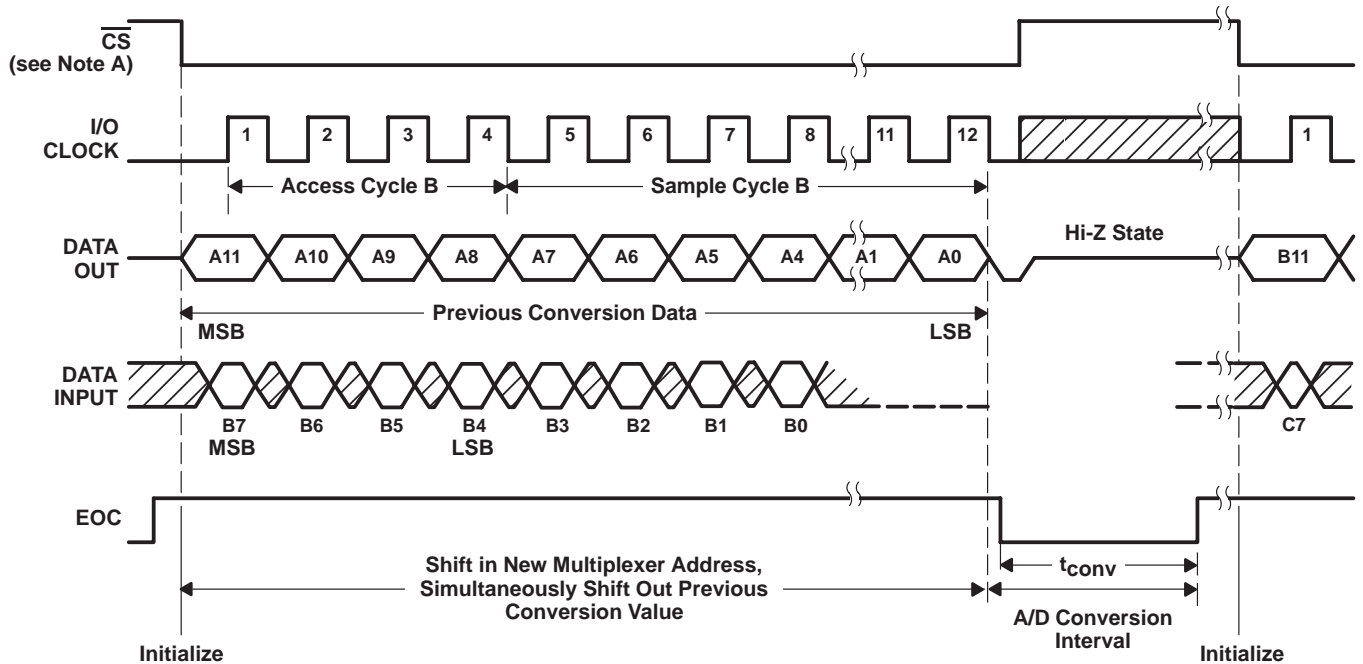 CS
(see Note A)
I/O
CLOCK
1 2 3 4 5 6 7 8 11 12 1
Access Cycle B Sample Cycle B
DATA
OUT
A11 A10 A9 A8 A7 A6 A5 A4 A1 A0 Hi-Z State B11
Previous Conversion Data
MSB LSB
DATA
INPUT
B7 B6 B5 B4 B3 B2 B1 B0 C7
MSB LSB
EOC
Shift in New Multiplexer Address,
Simultaneously Shift Out Previous
Conversion Value
tconv
A/D Conversion
Interval
Initialize Initialize